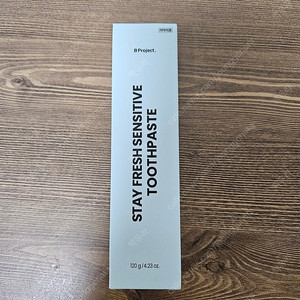 B Project.
STAY FRESH SENSITIVE
TOOTHPASTE
120 g / 4.23 oz.